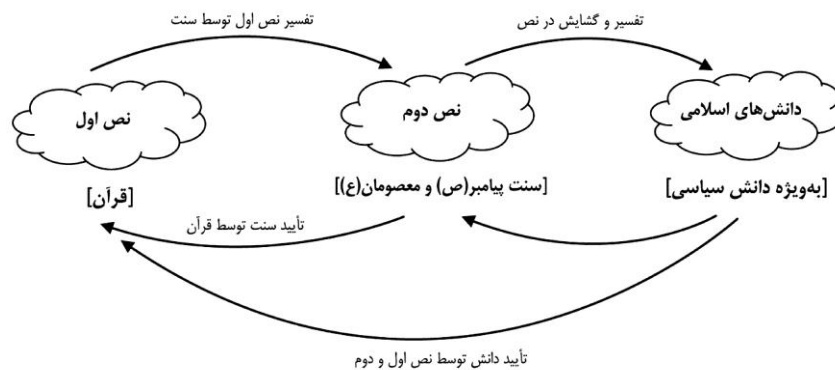 تفسیر نص اول توسط سنت
تفسیر و گشایش در نص
نص اول
نص دوم
دانش‌های اسلامی
[قرآن]
[سنت پیامبر(ص) و معصومان(ع)]
[به‌ویژه دانش سیاسی]
تأیید سنت توسط قرآن
تأیید دانش توسط نص اول و دوم